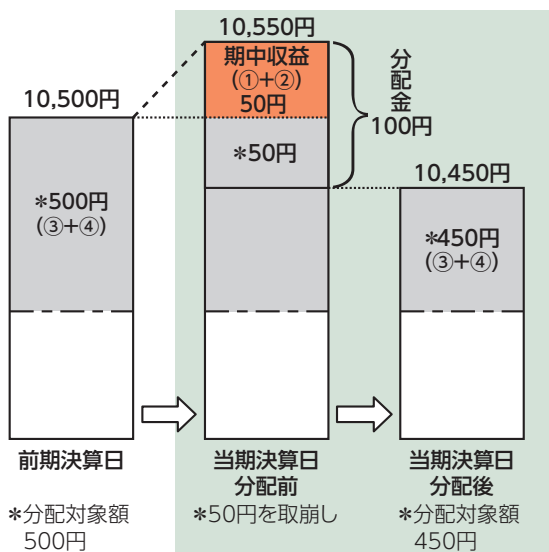 10,550円
期中収益
(①+②)
50円
分配金
100円
10,500円
*50円
10,450円
*500円
(③+④)
*450円
(③+④)
前期決算日
当期決算日
分配前
当期決算日
分配後
*分配対象額
500円
*50円を取崩し
*分配対象額
450円